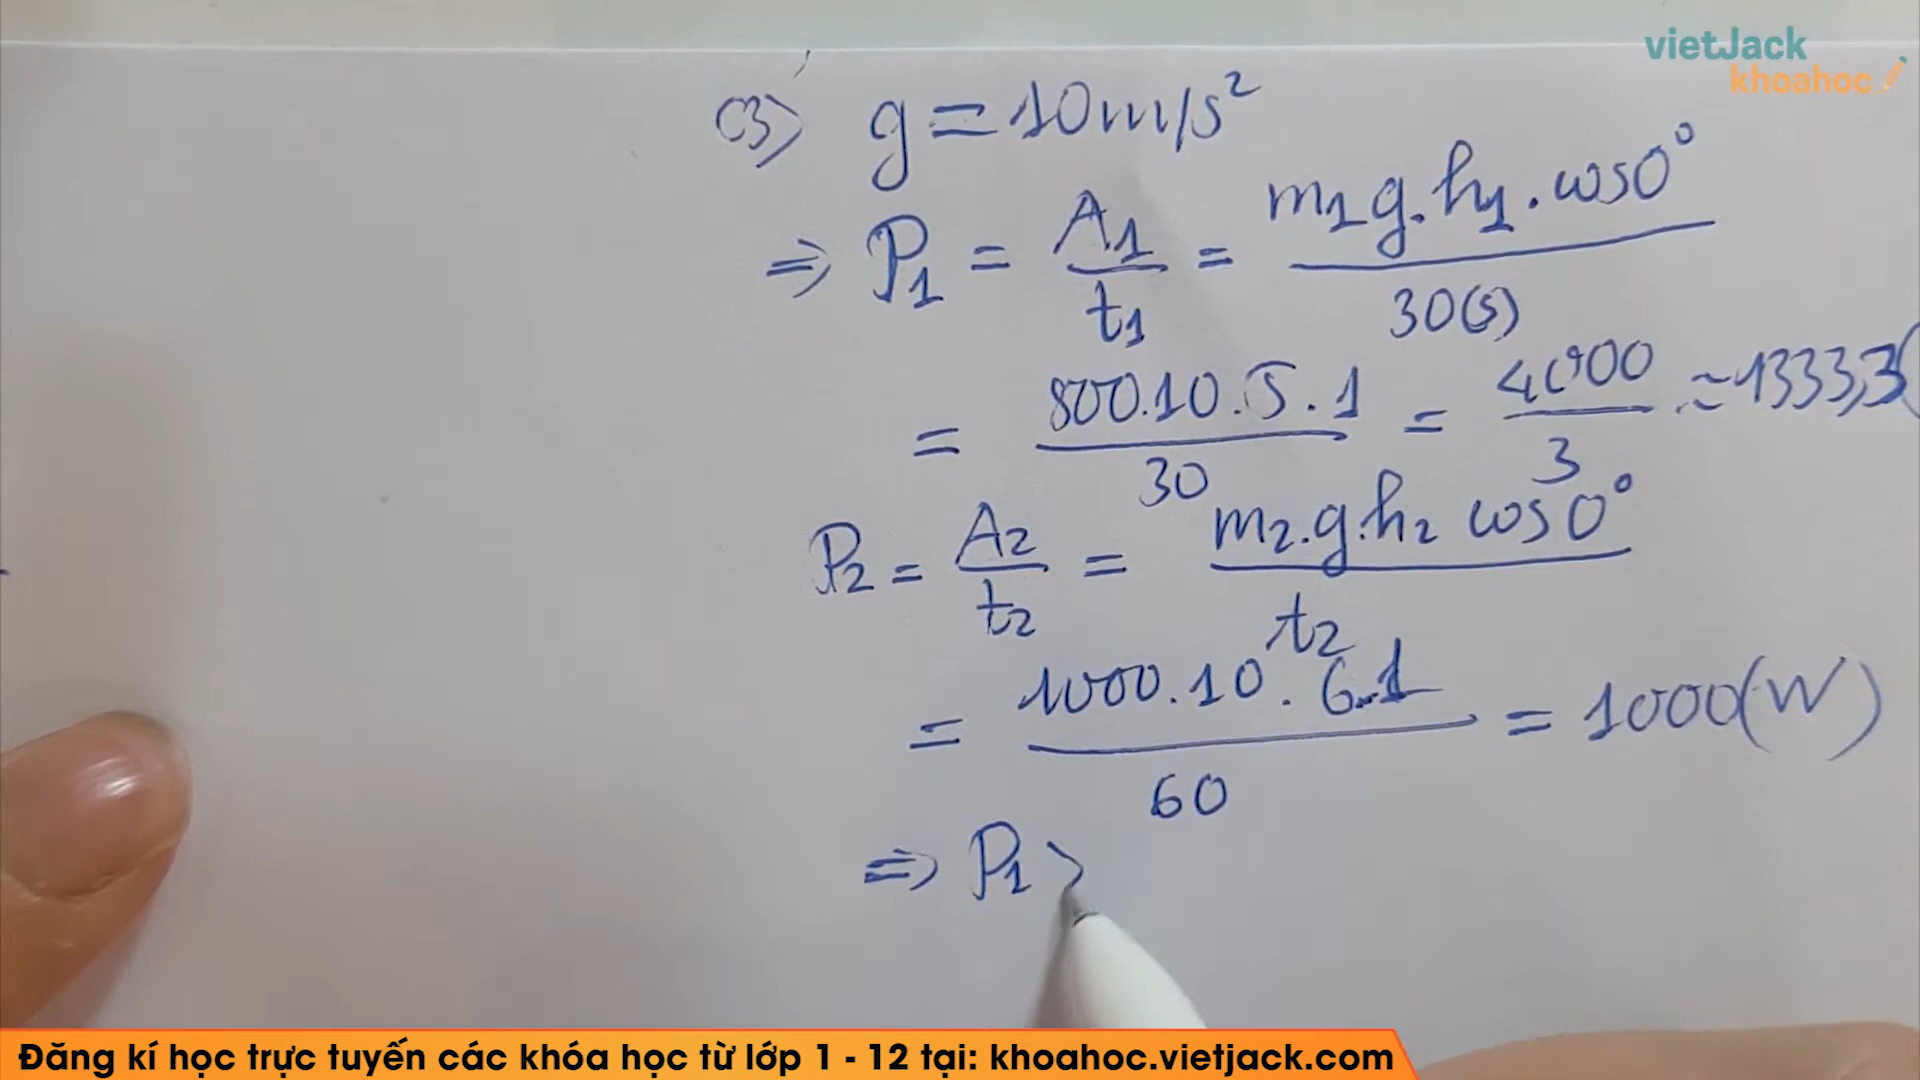 vietJack
khoahoc
C3) g = 10m/s²
=> P₁ = A₁/t₁ = m₁g.h₁.cos0°/30(s)
= 800.10.5.1/30 = 4000/3 ≈ 1333,3(
P₂ = A₂/t₂ = m₂.g.h₂ cos0°/t₂
= 1000.10.6.1/60 = 1000(W)
=> P₁ >
Đăng kí học trực tuyến các khóa học từ lớp 1 - 12 tại: khoahoc.vietjack.com